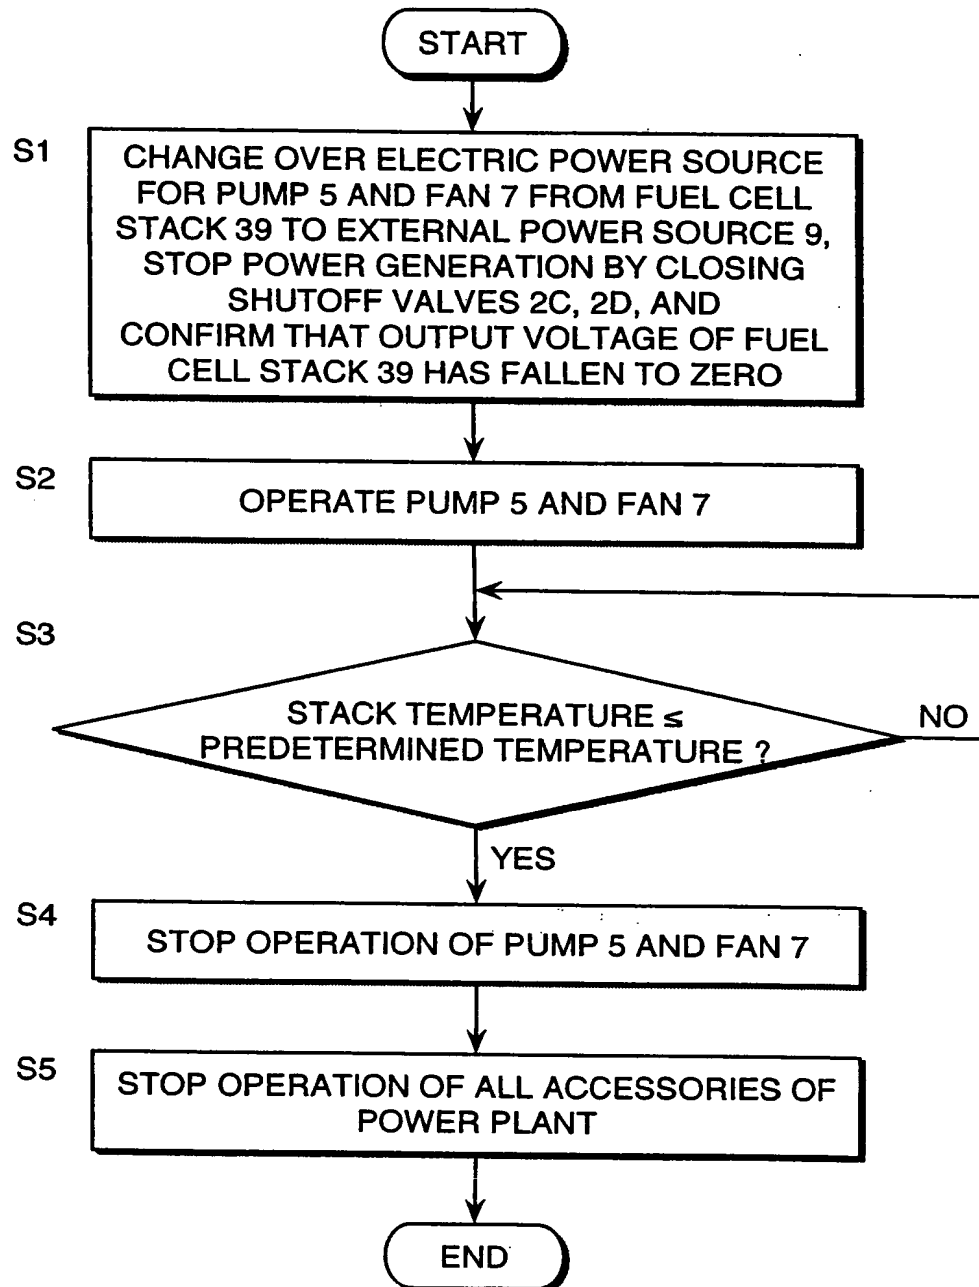 START
S1
CHANGE OVER ELECTRIC POWER SOURCE
FOR PUMP 5 AND FAN 7 FROM FUEL CELL
STACK 39 TO EXTERNAL POWER SOURCE 9,
STOP POWER GENERATION BY CLOSING
SHUTOFF VALVES 2C, 2D, AND
CONFIRM THAT OUTPUT VOLTAGE OF FUEL
CELL STACK 39 HAS FALLEN TO ZERO
S2
OPERATE PUMP 5 AND FAN 7
S3
STACK TEMPERATURE ≤
PREDETERMINED TEMPERATURE ?
NO
YES
S4
STOP OPERATION OF PUMP 5 AND FAN 7
S5
STOP OPERATION OF ALL ACCESSORIES OF
POWER PLANT
END